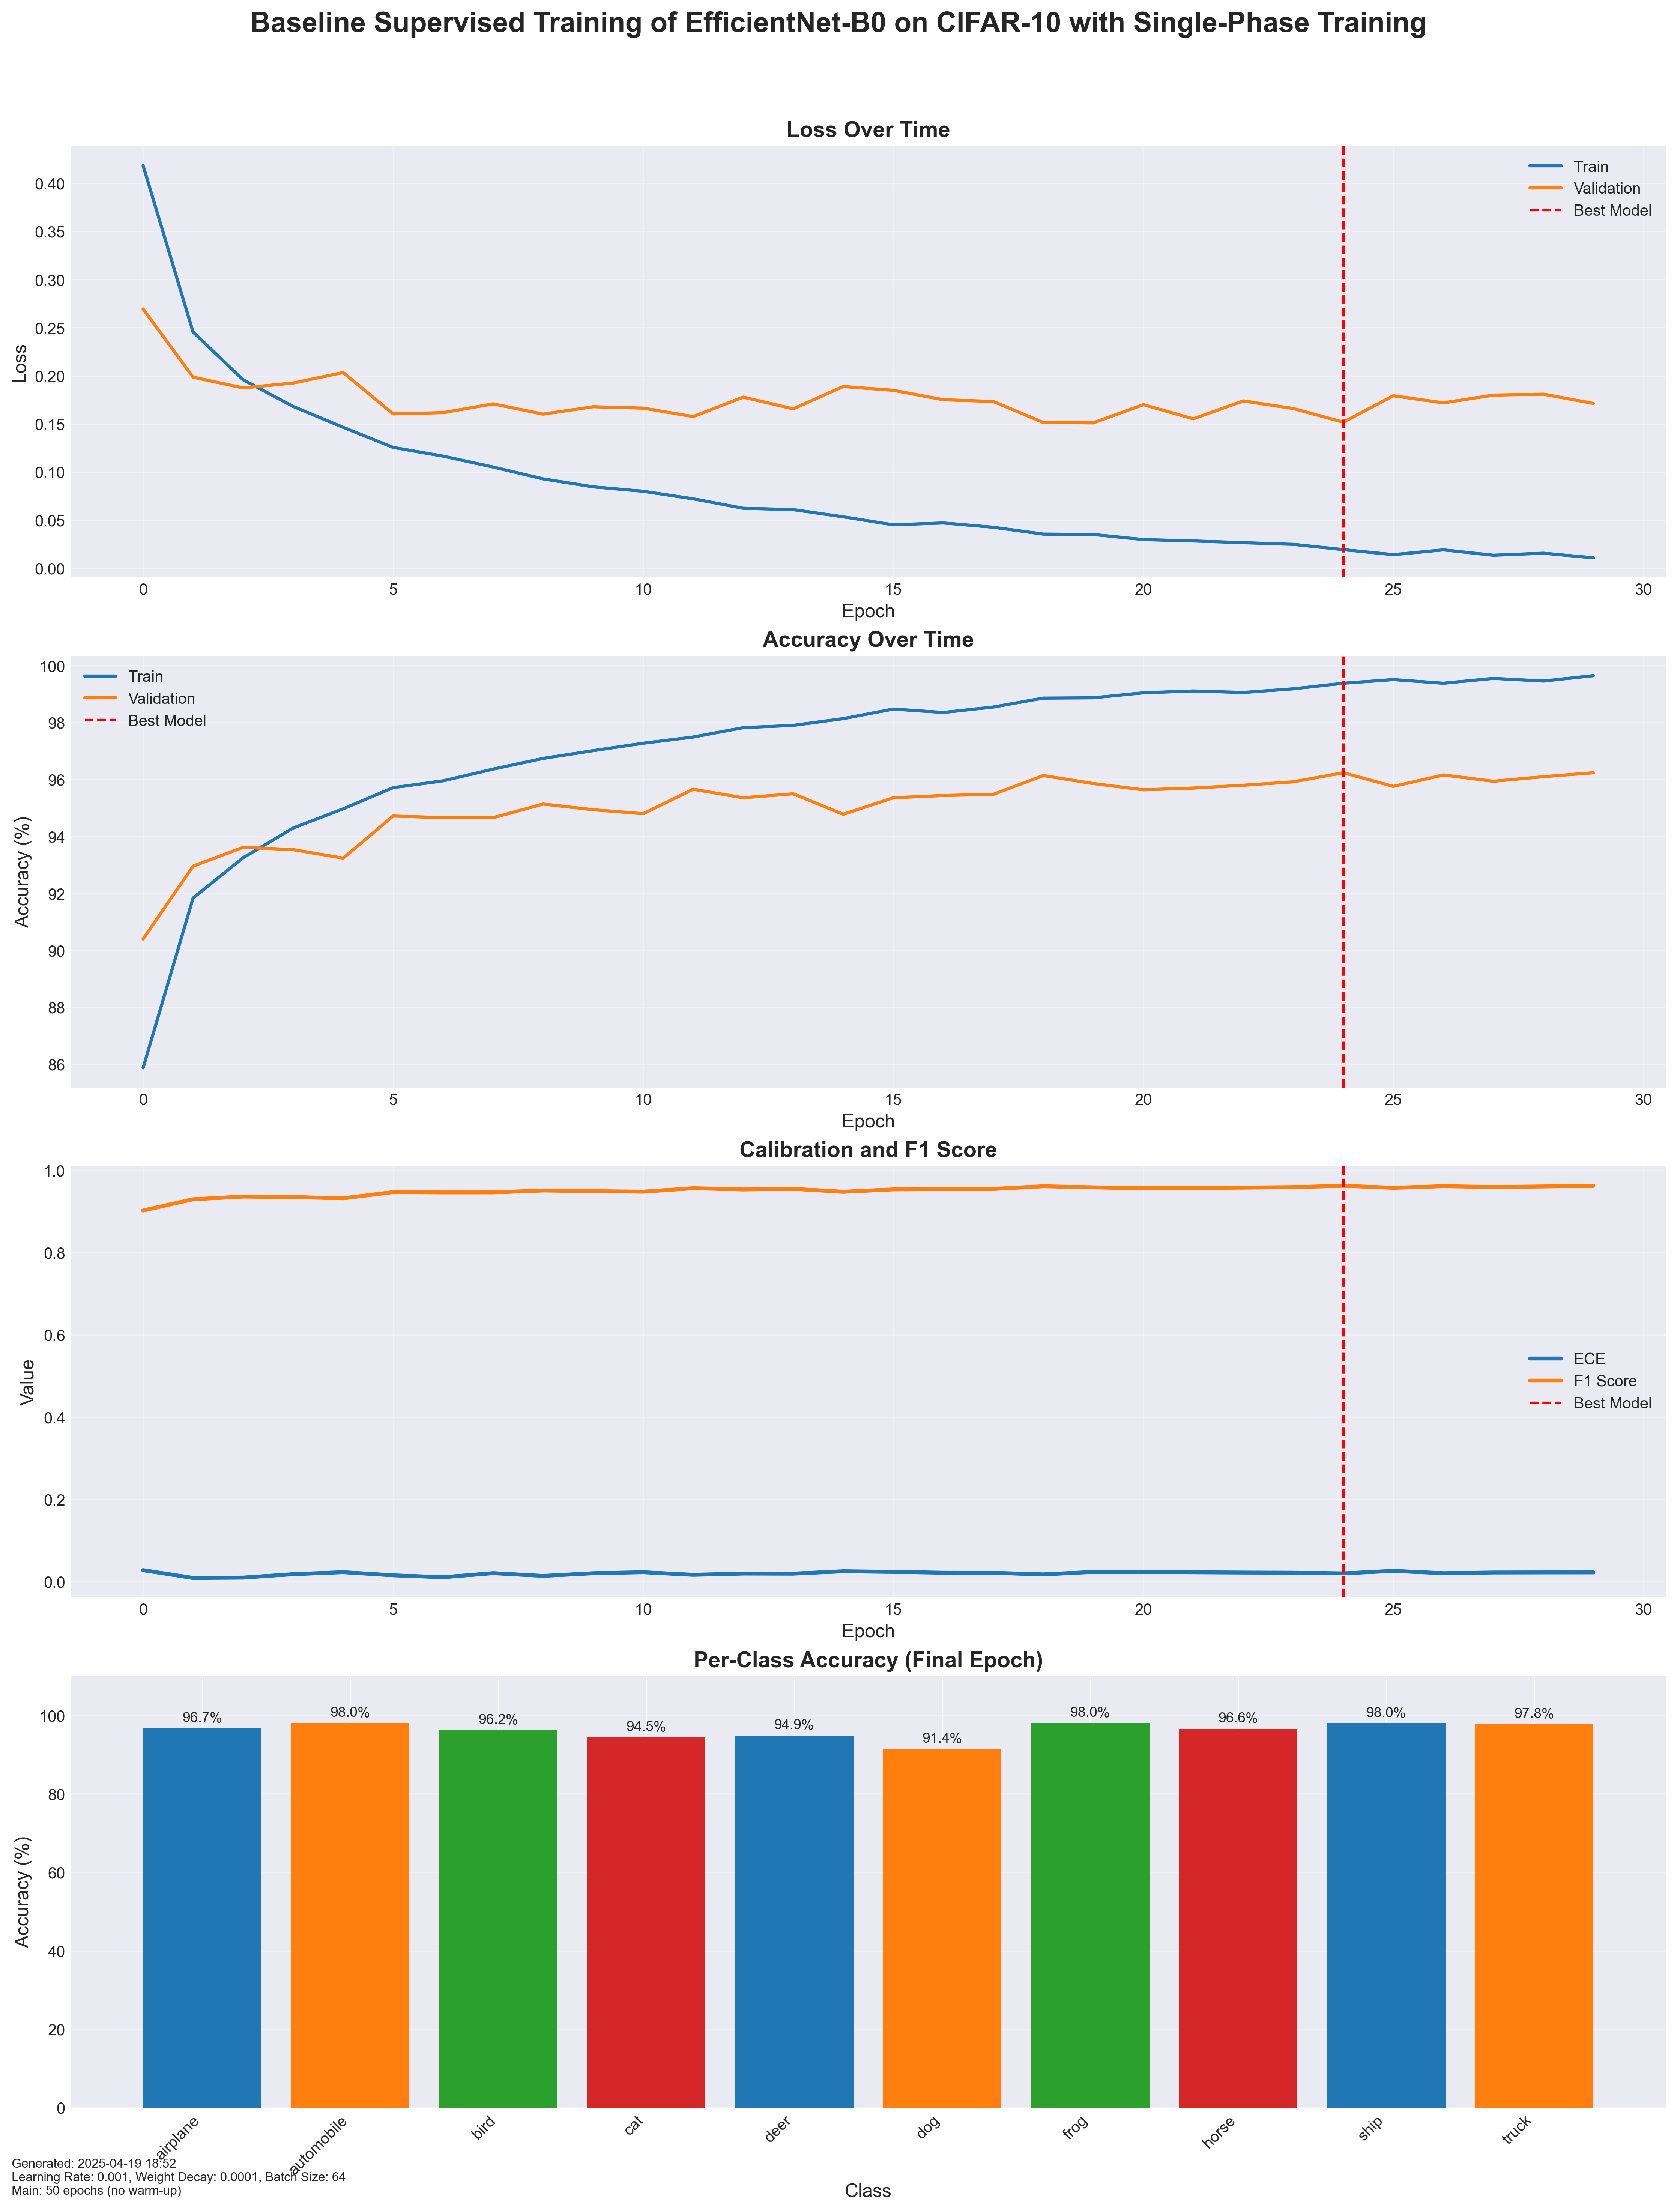 Baseline Supervised Training of EfficientNet-B0 on CIFAR-10 with Single-Phase Training
Loss Over Time
Train
Validation
Best Model
0.40
0.35
0.30
0.25
0.20
0.15
0.10
0.05
0.00
Loss
0 5 10 15 20 25 30
Epoch
Accuracy Over Time
Train
Validation
Best Model
100
98
96
94
92
90
88
86
Accuracy (%)
0 5 10 15 20 25 30
Epoch
Calibration and F1 Score
1.0
0.8
0.6
0.4
0.2
0.0
Value
ECE
F1 Score
Best Model
0 5 10 15 20 25 30
Epoch
Per-Class Accuracy (Final Epoch)
100
80
60
40
20
0
Accuracy (%)
96.7% 98.0% 96.2% 94.5% 94.9% 91.4% 98.0% 96.6% 98.0% 97.8%
airplane automobile bird cat deer dog frog horse ship truck
Class
Generated: 2025-04-19 18:52
Learning Rate: 0.001, Weight Decay: 0.0001, Batch Size: 64
Main: 50 epochs (no warm-up)